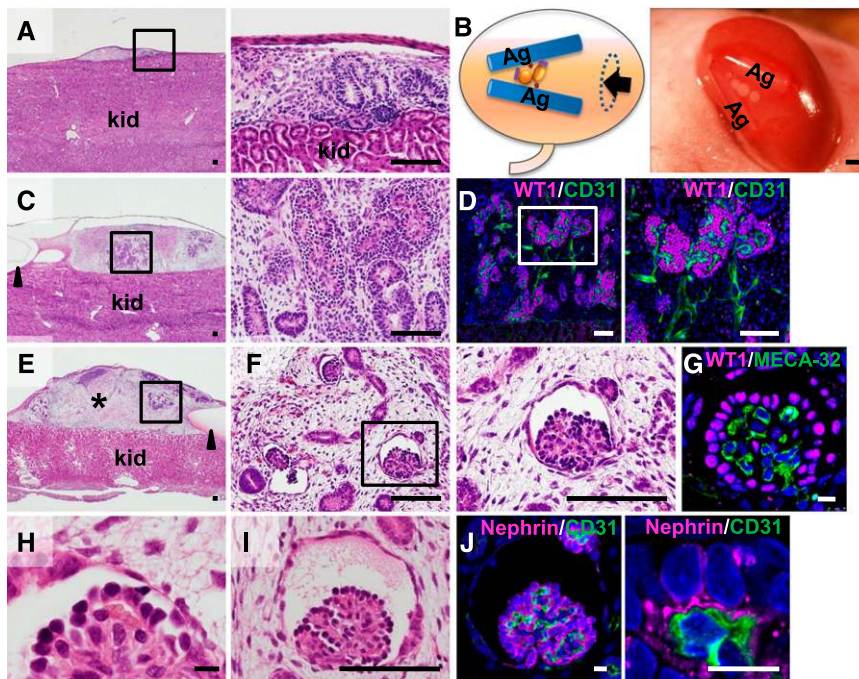 A
kid
kid
B
Ag
Ag
Ag
Ag
C
kid
D
WT1/CD31
WT1/CD31
E
*
kid
F
G
WT1/MECA-32
H
I
J
Nephrin/CD31
Nephrin/CD31